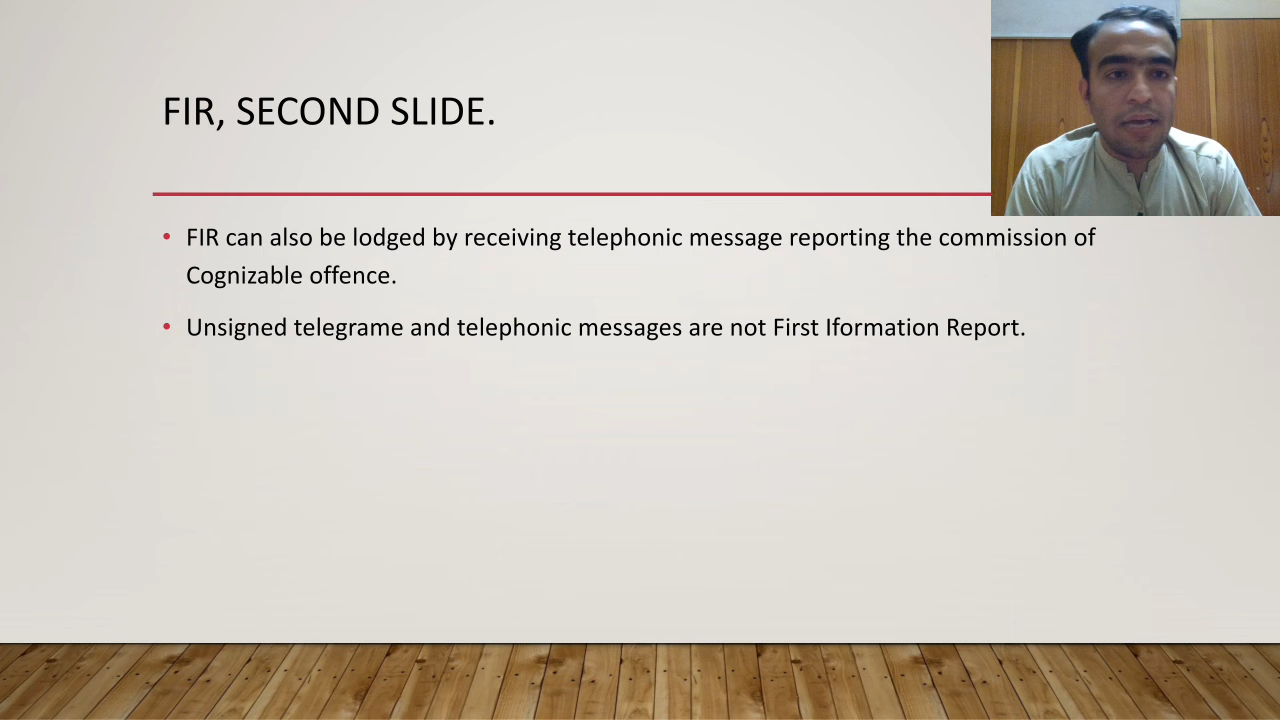 FIR, SECOND SLIDE.
• FIR can also be lodged by receiving telephonic message reporting the commission of
Cognizable offence.
• Unsigned telegrame and telephonic messages are not First Iformation Report.